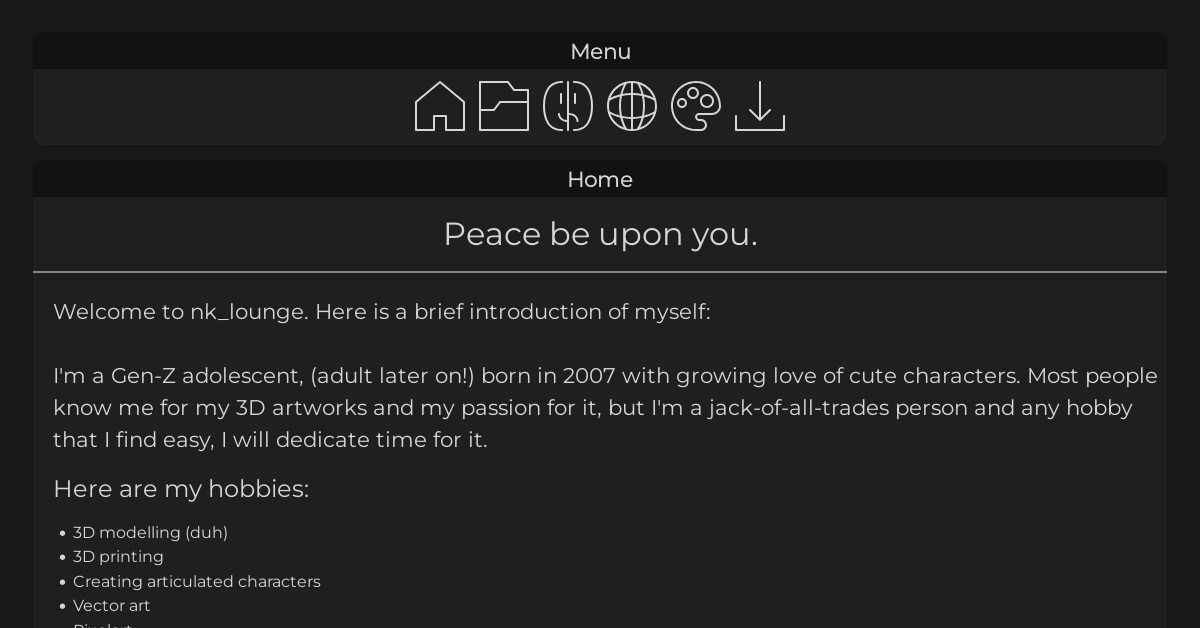 Menu
Home
Peace be upon you.
Welcome to nk_lounge. Here is a brief introduction of myself:
I'm a Gen-Z adolescent, (adult later on!) born in 2007 with growing love of cute characters. Most people
know me for my 3D artworks and my passion for it, but I'm a jack-of-all-trades person and any hobby
that I find easy, I will dedicate time for it.
Here are my hobbies:
3D modelling (duh)
3D printing
Creating articulated characters
Vector art